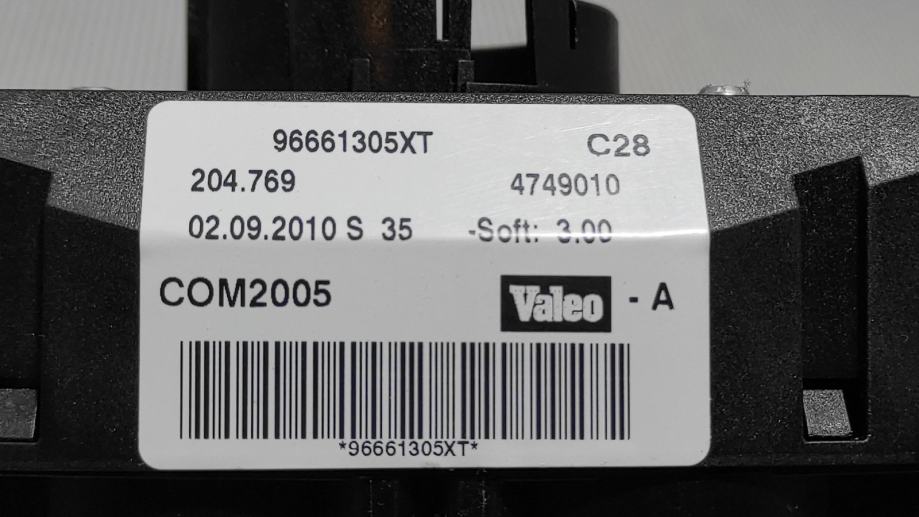 96661305XT C28
204.769 4749010
02.09.2010 S 35 -Soft: 3.00
COM2005 Valeo - A
*96661305XT*